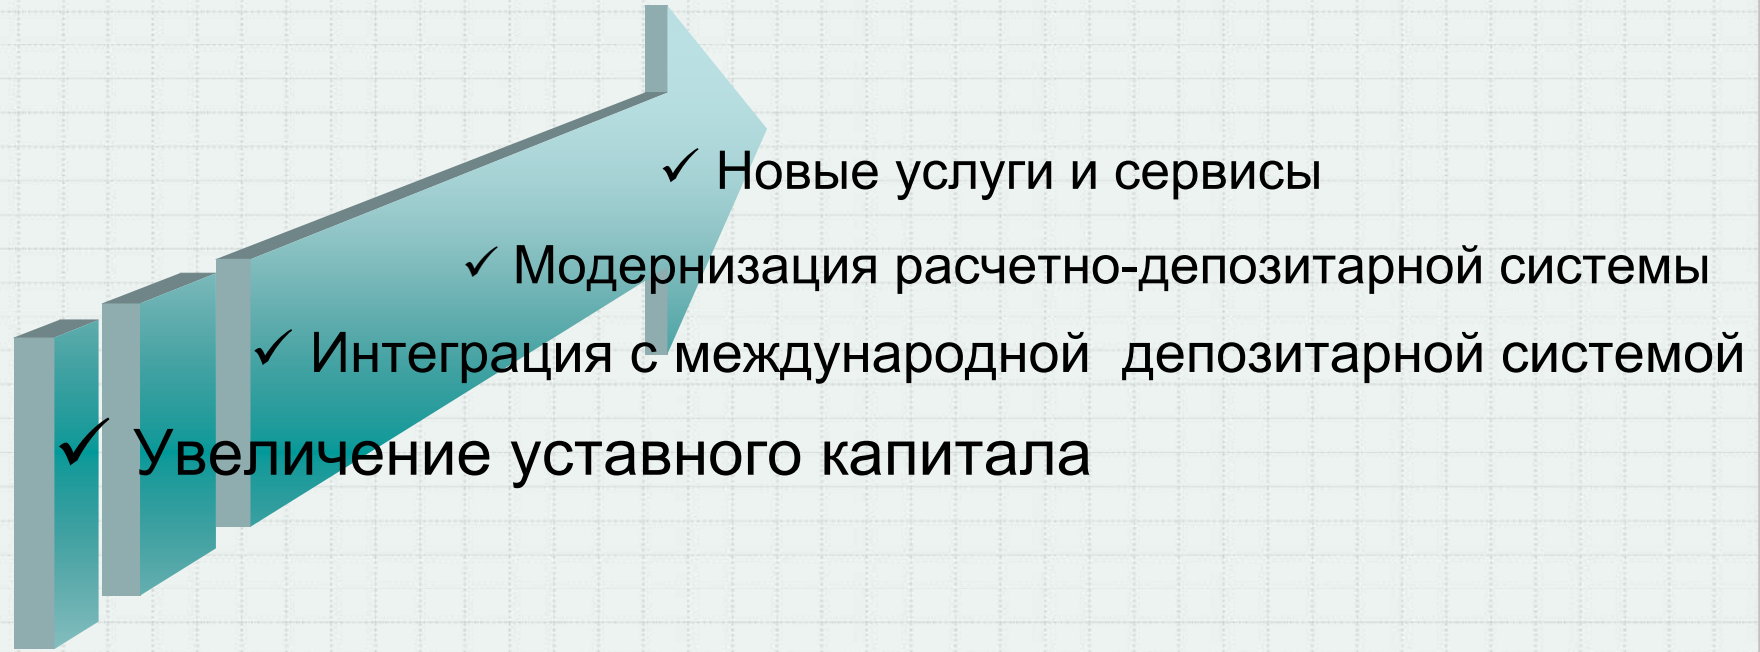 ✓ Новые услуги и сервисы
✓ Модернизация расчетно-депозитарной системы
✓ Интеграция с международной депозитарной системой
✓ Увеличение уставного капитала